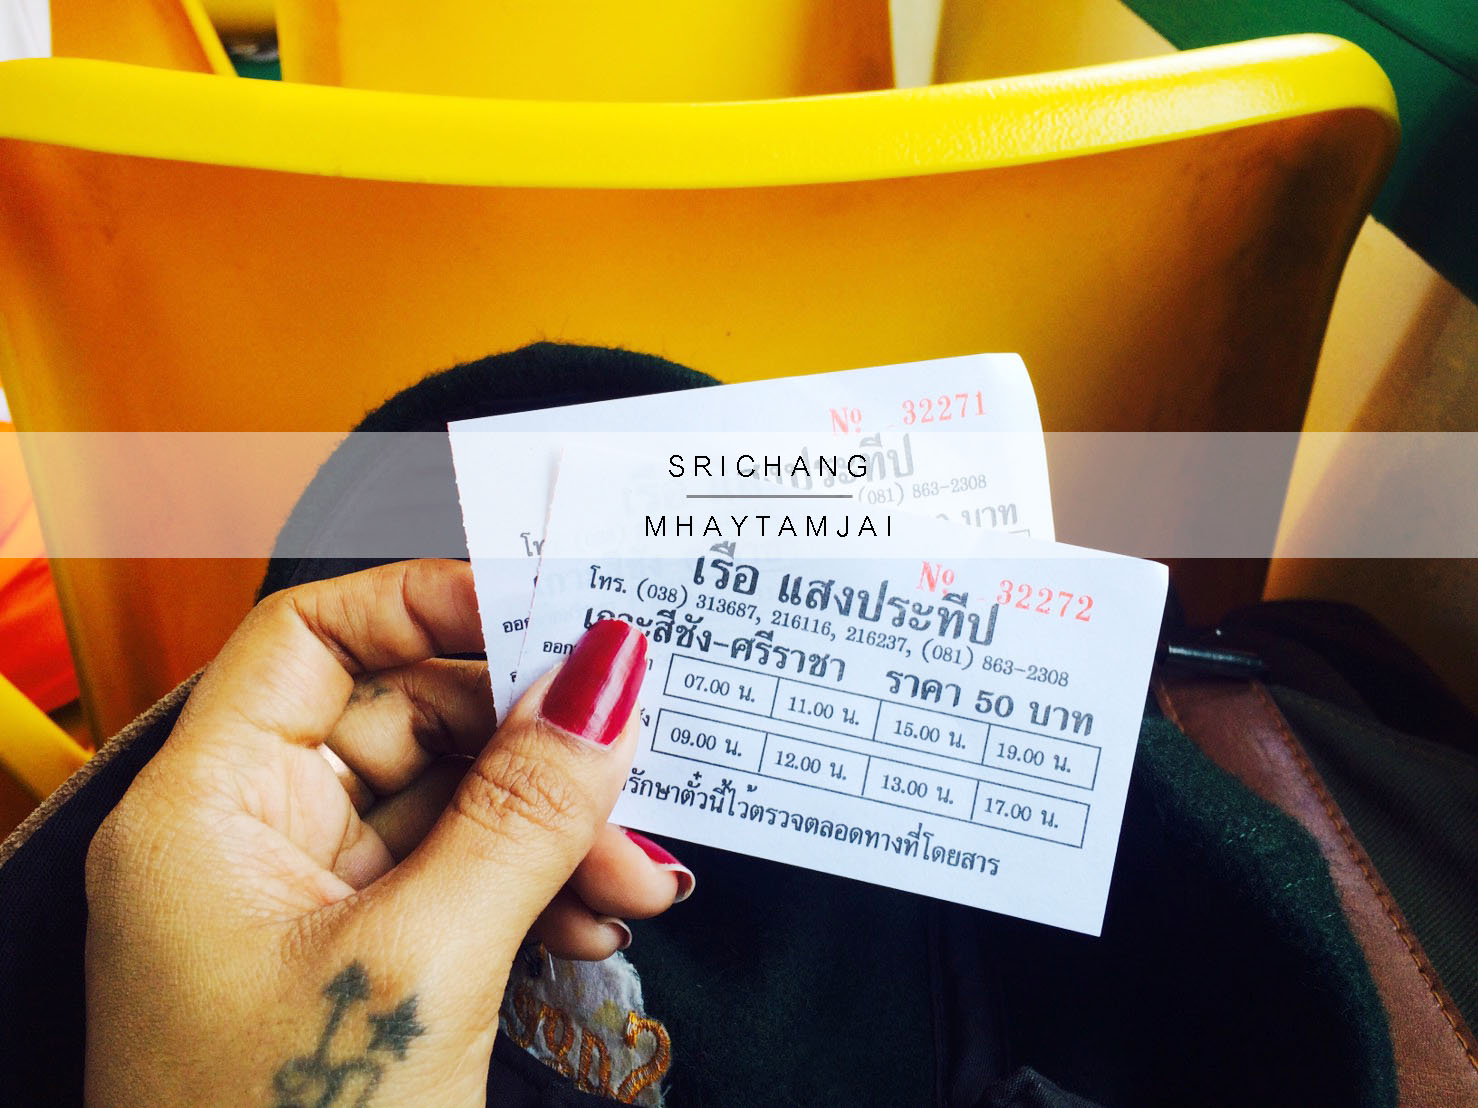 Nọ 32271
SRICHANG
(081) 863-2308
บาท
MHAYTAMJAI
Nọ 32272
เรือ แสงประทีป
โทร. (038) 313687, 216116, 216237, (081) 863-2308
เกาะสีชัง-ศรีราชา ราคา 50 บาท
07.00 น. 11.00 น. 15.00 น. 19.00 น.
09.00 น. 12.00 น. 13.00 น. 17.00 น.
รักษาตั๋วนี้ไว้ตรวจตลอดทางที่โดยสาร